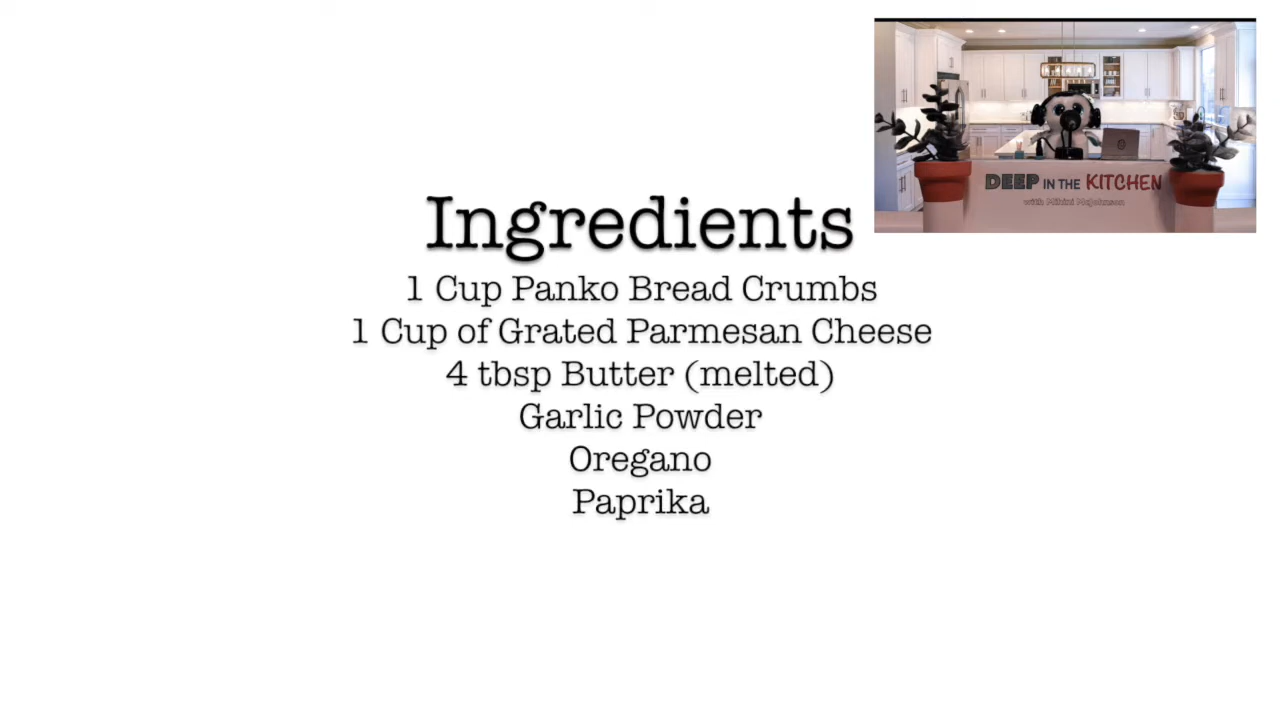 DEEP IN THE KITCHEN
Ingredients
1 Cup Panko Bread Crumbs
1 Cup of Grated Parmesan Cheese
4 tbsp Butter (melted)
Garlic Powder
Oregano
Paprika